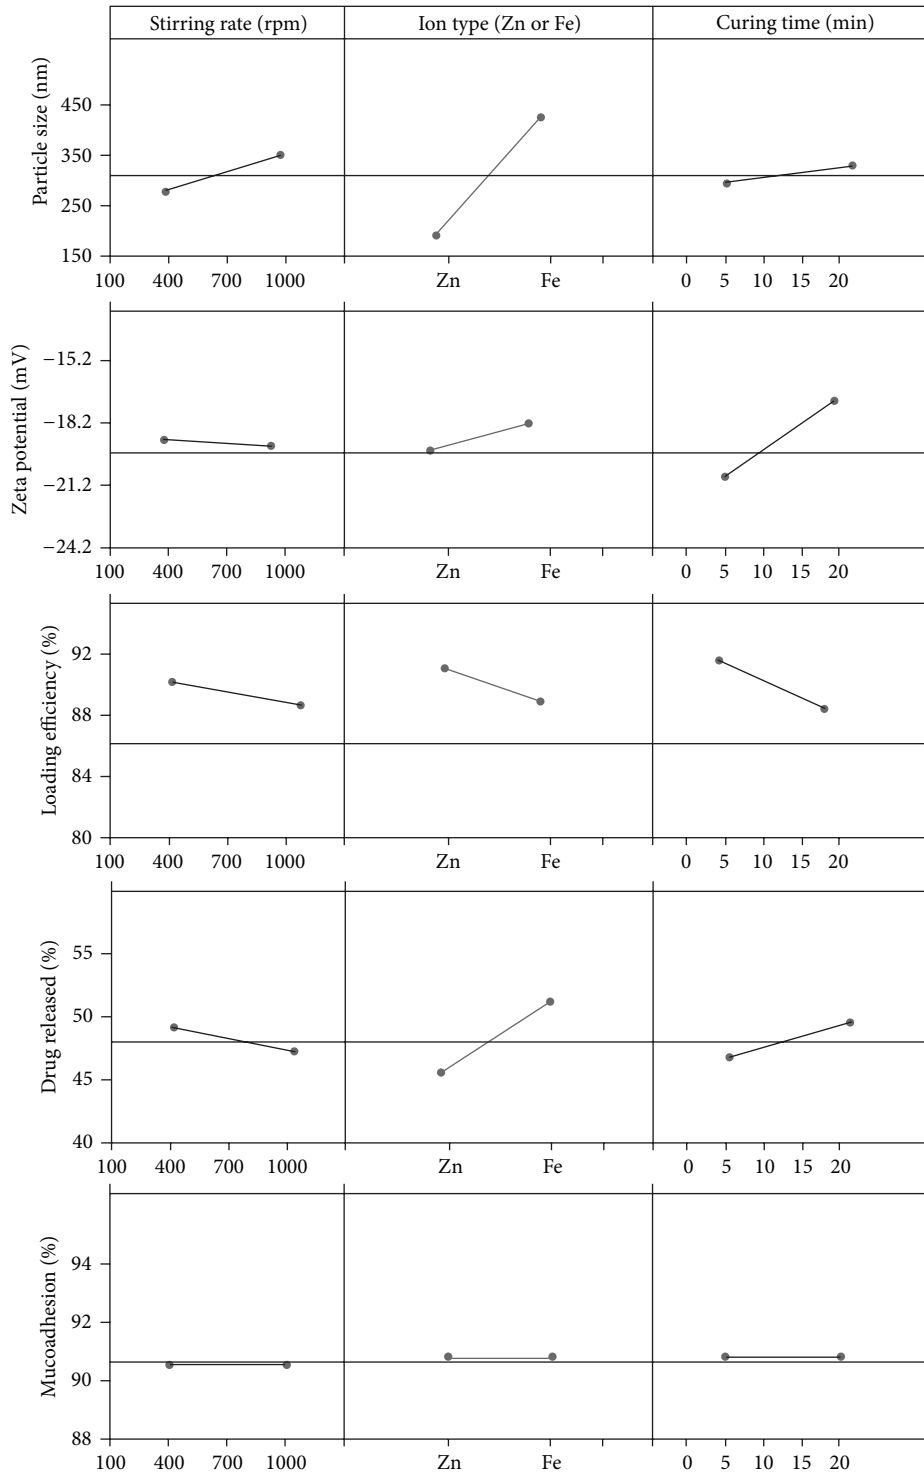 Stirring rate (rpm) Ion type (Zn or Fe) Curing time (min)
Particle size (nm)
450
350
250
150
100 400 700 1000 Zn Fe 0 5 10 15 20
Zeta potential (mV)
−15.2
−18.2
−21.2
−24.2
100 400 700 1000 Zn Fe 0 5 10 15 20
Loading efficiency (%)
92
88
84
80
100 400 700 1000 Zn Fe 0 5 10 15 20
Drug released (%)
55
50
45
40
100 400 700 1000 Zn Fe 0 5 10 15 20
Mucoadhesion (%)
94
92
90
88
100 400 700 1000 Zn Fe 0 5 10 15 20